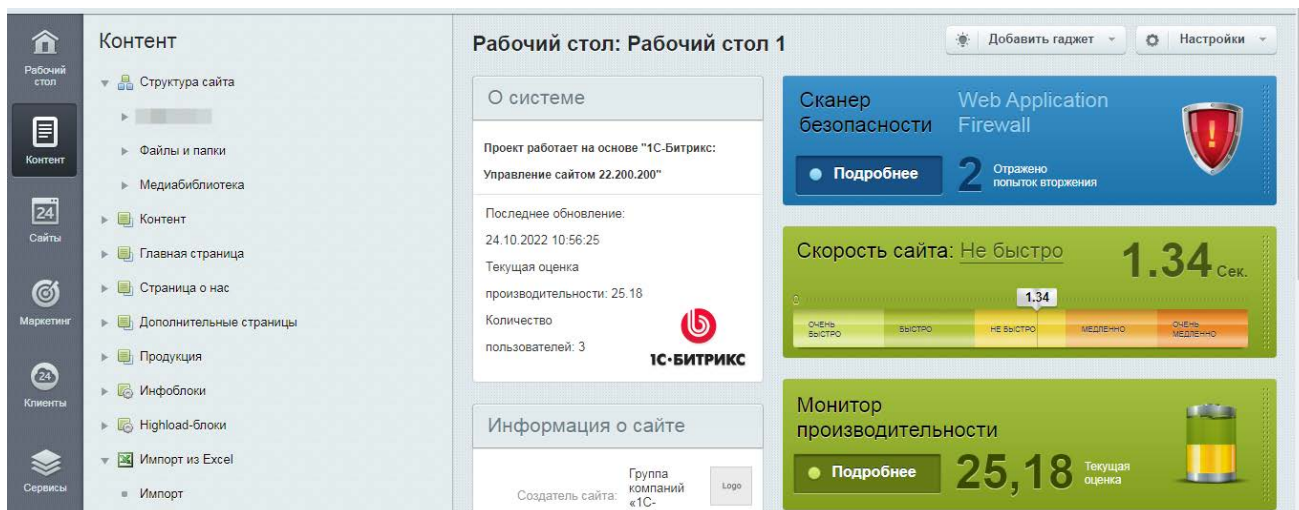 Рабочий
стол
Контент
24
Сайты
Маркетинг
24
Клиенты
Сервисы
Контент
Структура сайта
Файлы и папки
Медиабиблиотека
Контент
Главная страница
Страница о нас
Дополнительные страницы
Продукция
Инфоблоки
Highload-блоки
Импорт из Excel
Импорт
Рабочий стол: Рабочий стол 1
Добавить гаджет
Настройки
О системе
Проект работает на основе "1С-Битрикс:
Управление сайтом 22.200.200"
Последнее обновление:
24.10.2022 10:56:25
Текущая оценка
производительности: 25.18
Количество
пользователей: 3
1С·БИТРИКС
Информация о сайте
Создатель сайта:
Группа
компаний
«1С-
Logo
Сканер
безопасности
Web Application
Firewall
Подробнее
2
Отражено
попыток вторжения
Скорость сайта: Не быстро
1.34 Сек.
0
1.34
ОЧЕНЬ
БЫСТРО
БЫСТРО
НЕ БЫСТРО
МЕДЛЕННО
ОЧЕНЬ
МЕДЛЕННО
Монитор
производительности
Подробнее
25,18
Текущая
оценка